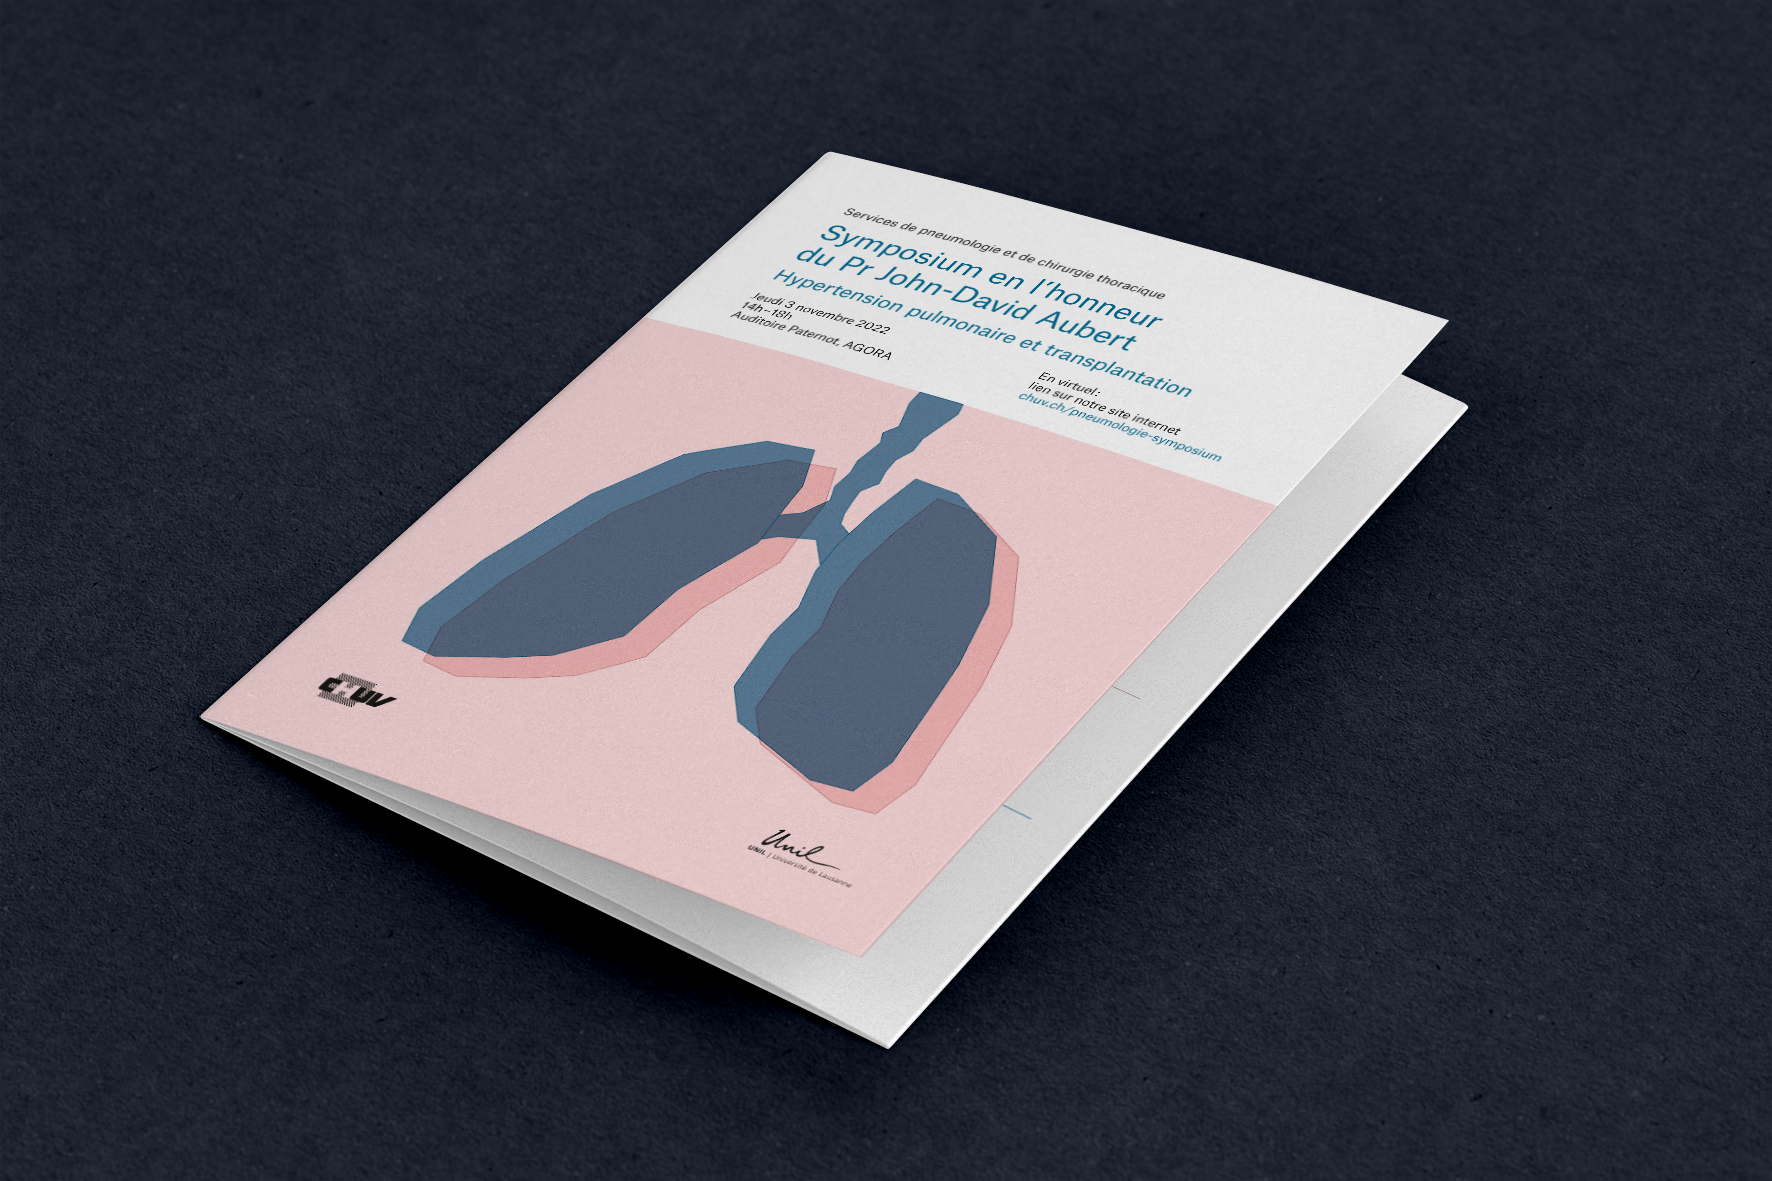 Services de pneumologie et de chirurgie thoracique
Symposium en l'honneur
du Pr John-David Aubert
Hypertension pulmonaire et transplantation
Jeudi 3 novembre 2022
14h–18h
Auditoire Paternot, AGORA
En virtuel:
lien sur notre site internet
chuv.ch/pneumologie-symposium
CHUV
Unil
UNIL | Université de Lausanne